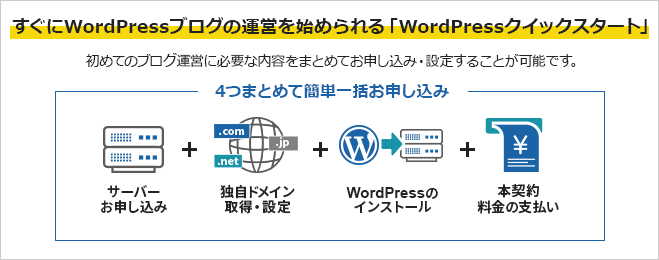 すぐにWordPressブログの運営を始められる「WordPressクイックスタート」
初めてのブログ運営に必要な内容をまとめてお申し込み・設定することが可能です。
4つまとめて簡単一括お申し込み
.com
.jp
.net
¥
サーバー
お申し込み
+
独自ドメイン
取得・設定
+
WordPressの
インストール
+
本契約
料金の支払い